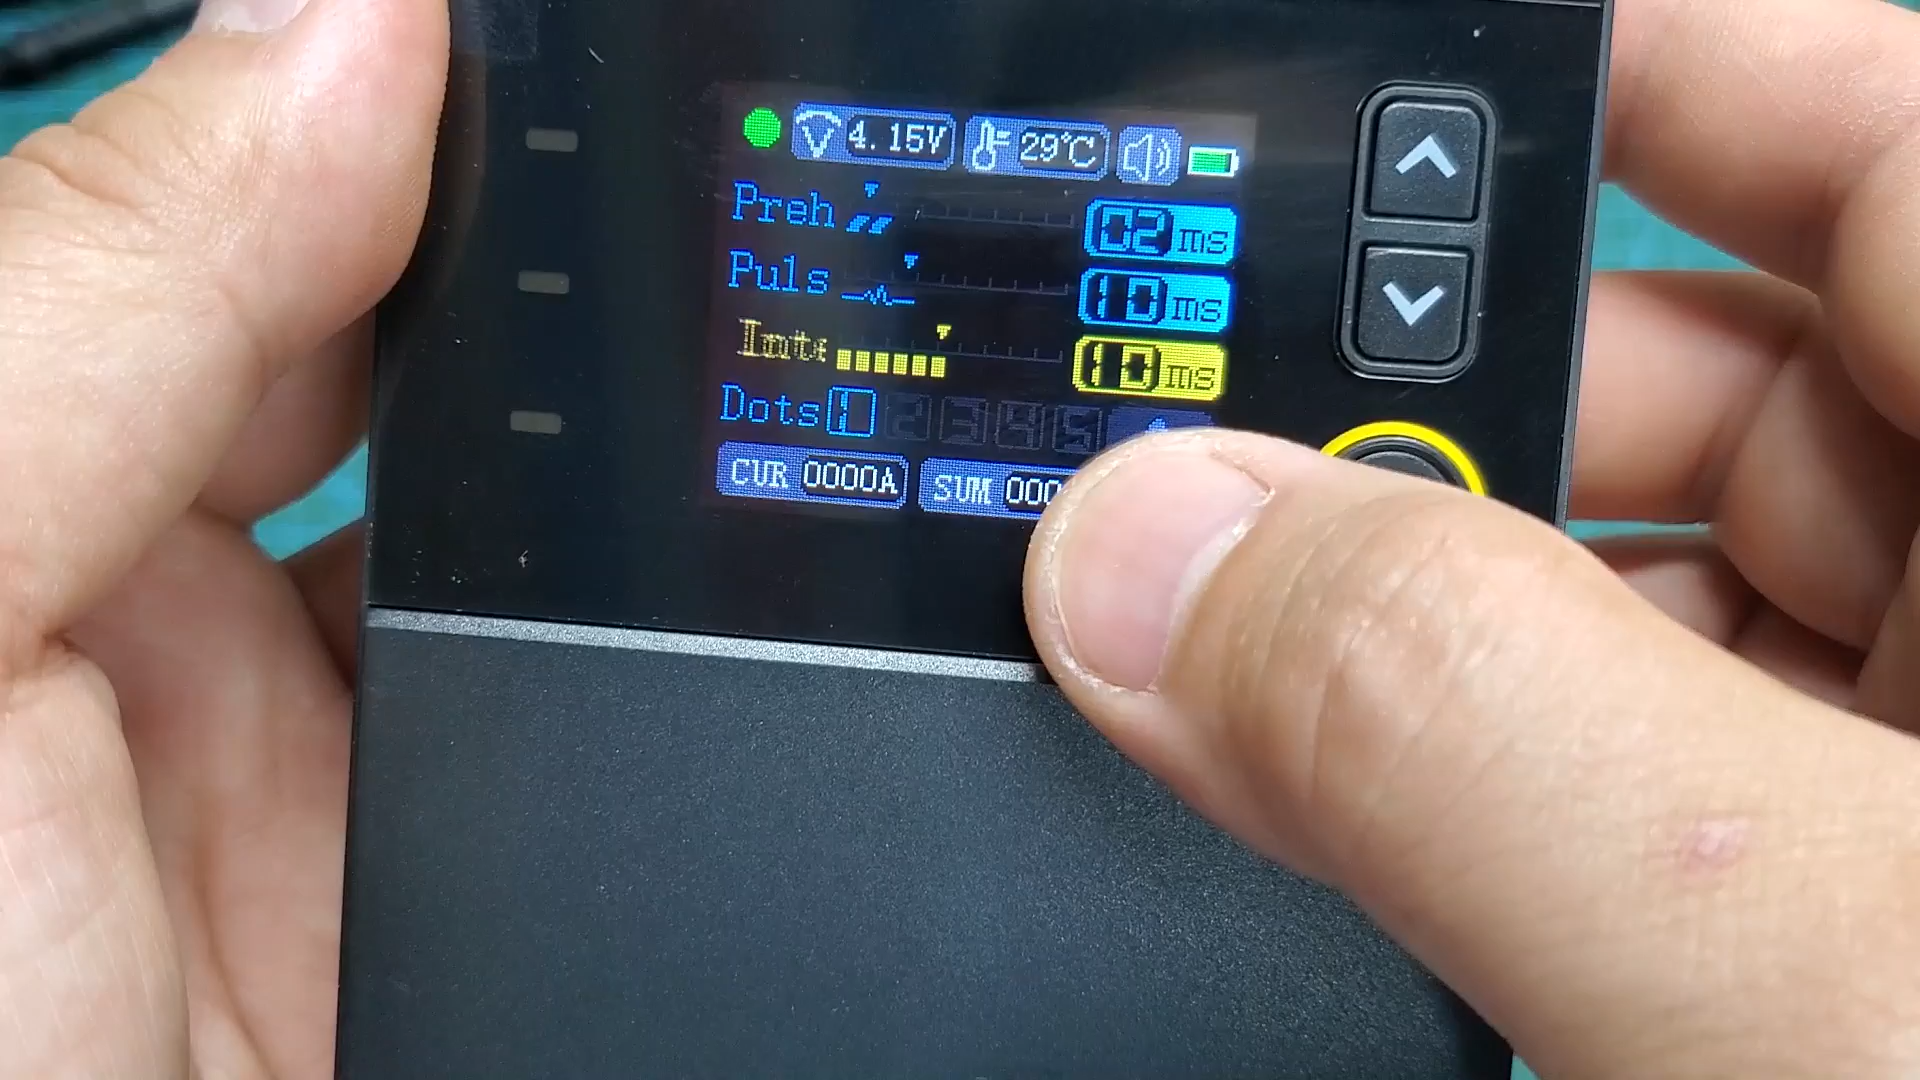 4.15V 29℃
Preh 02 ms
Puls 10 ms
10 ms
Dots 1 2 3 4 5
CUR 0000A SUM 000